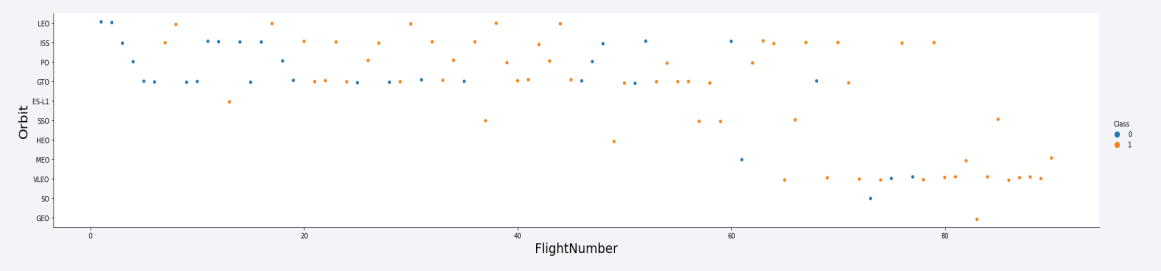 LEO
ISS
PO
GTO
ES-L1
SSO
HEO
MEO
VLEO
SO
GEO
Orbit
0 20 40 60 80
FlightNumber
Class
0
1